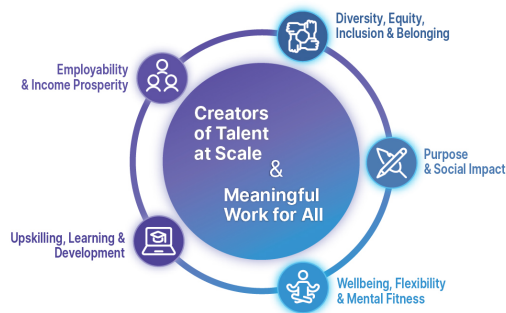 Diversity, Equity,
Inclusion & Belonging
Employability
& Income Prosperity
Creators
of Talent
at Scale
&
Meaningful
Work for All
Purpose
& Social Impact
Upskilling, Learning &
Development
Wellbeing, Flexibility
& Mental Fitness